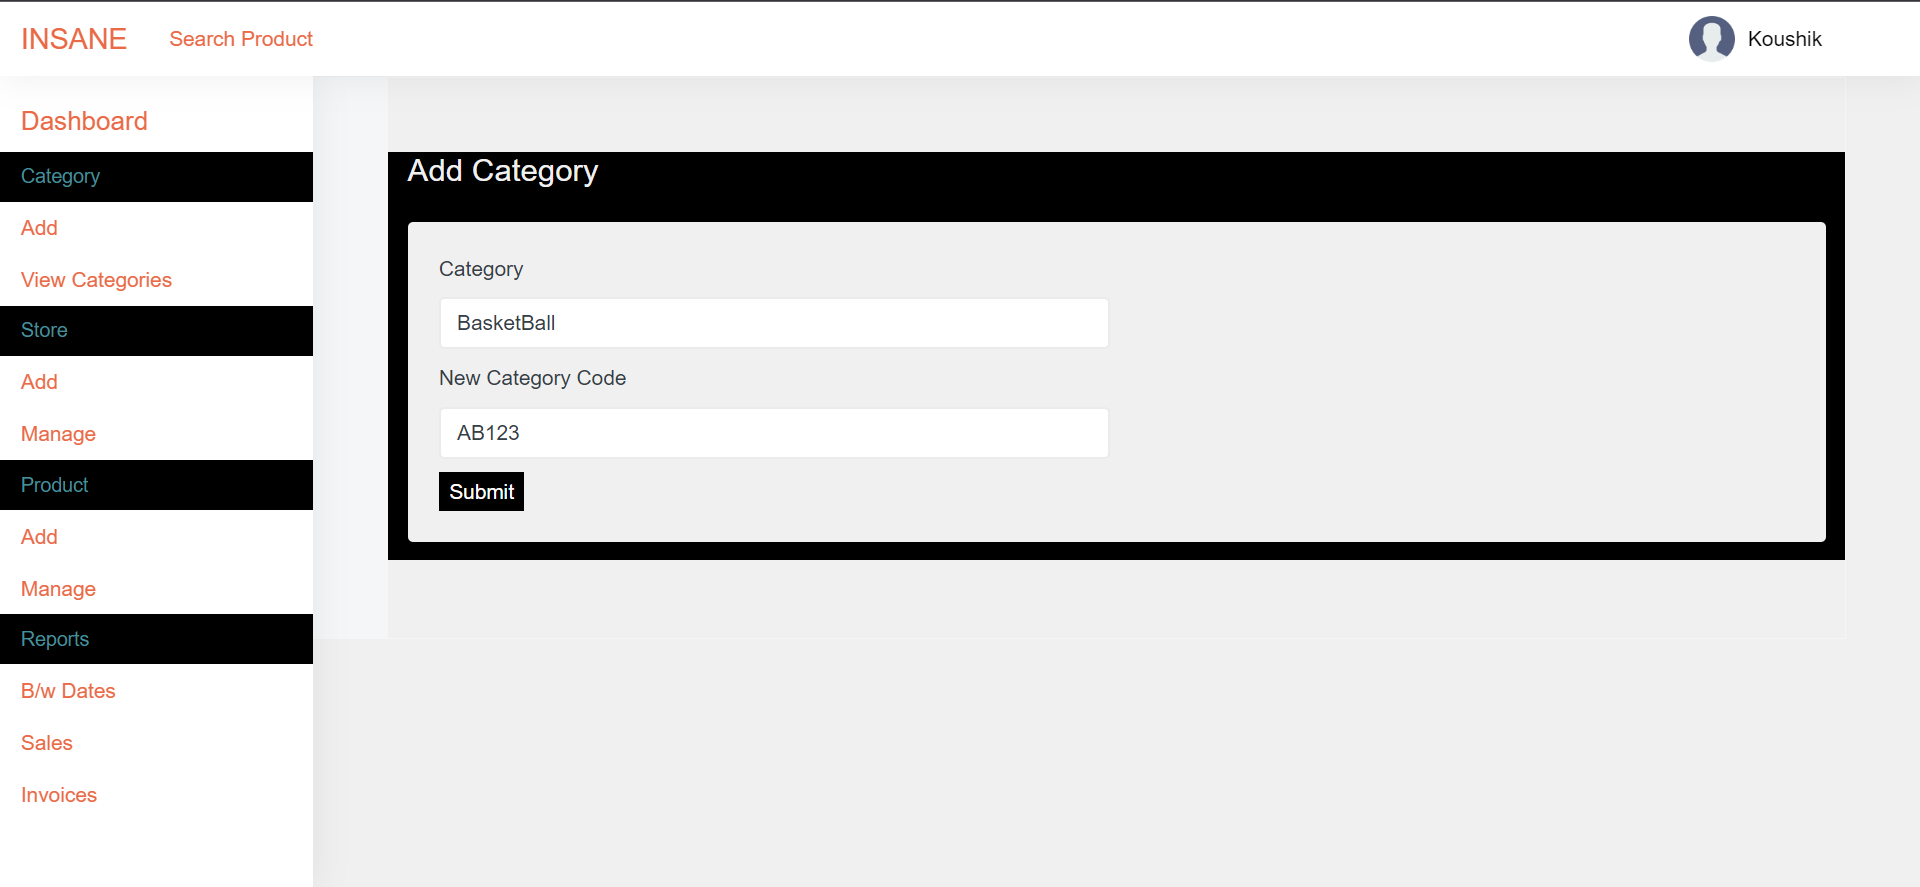 INSANE Search Product Koushik
Dashboard
Category
Add
View Categories
Store
Add
Manage
Product
Add
Manage
Reports
B/w Dates
Sales
Invoices
Add Category
Category
BasketBall
New Category Code
AB123
Submit